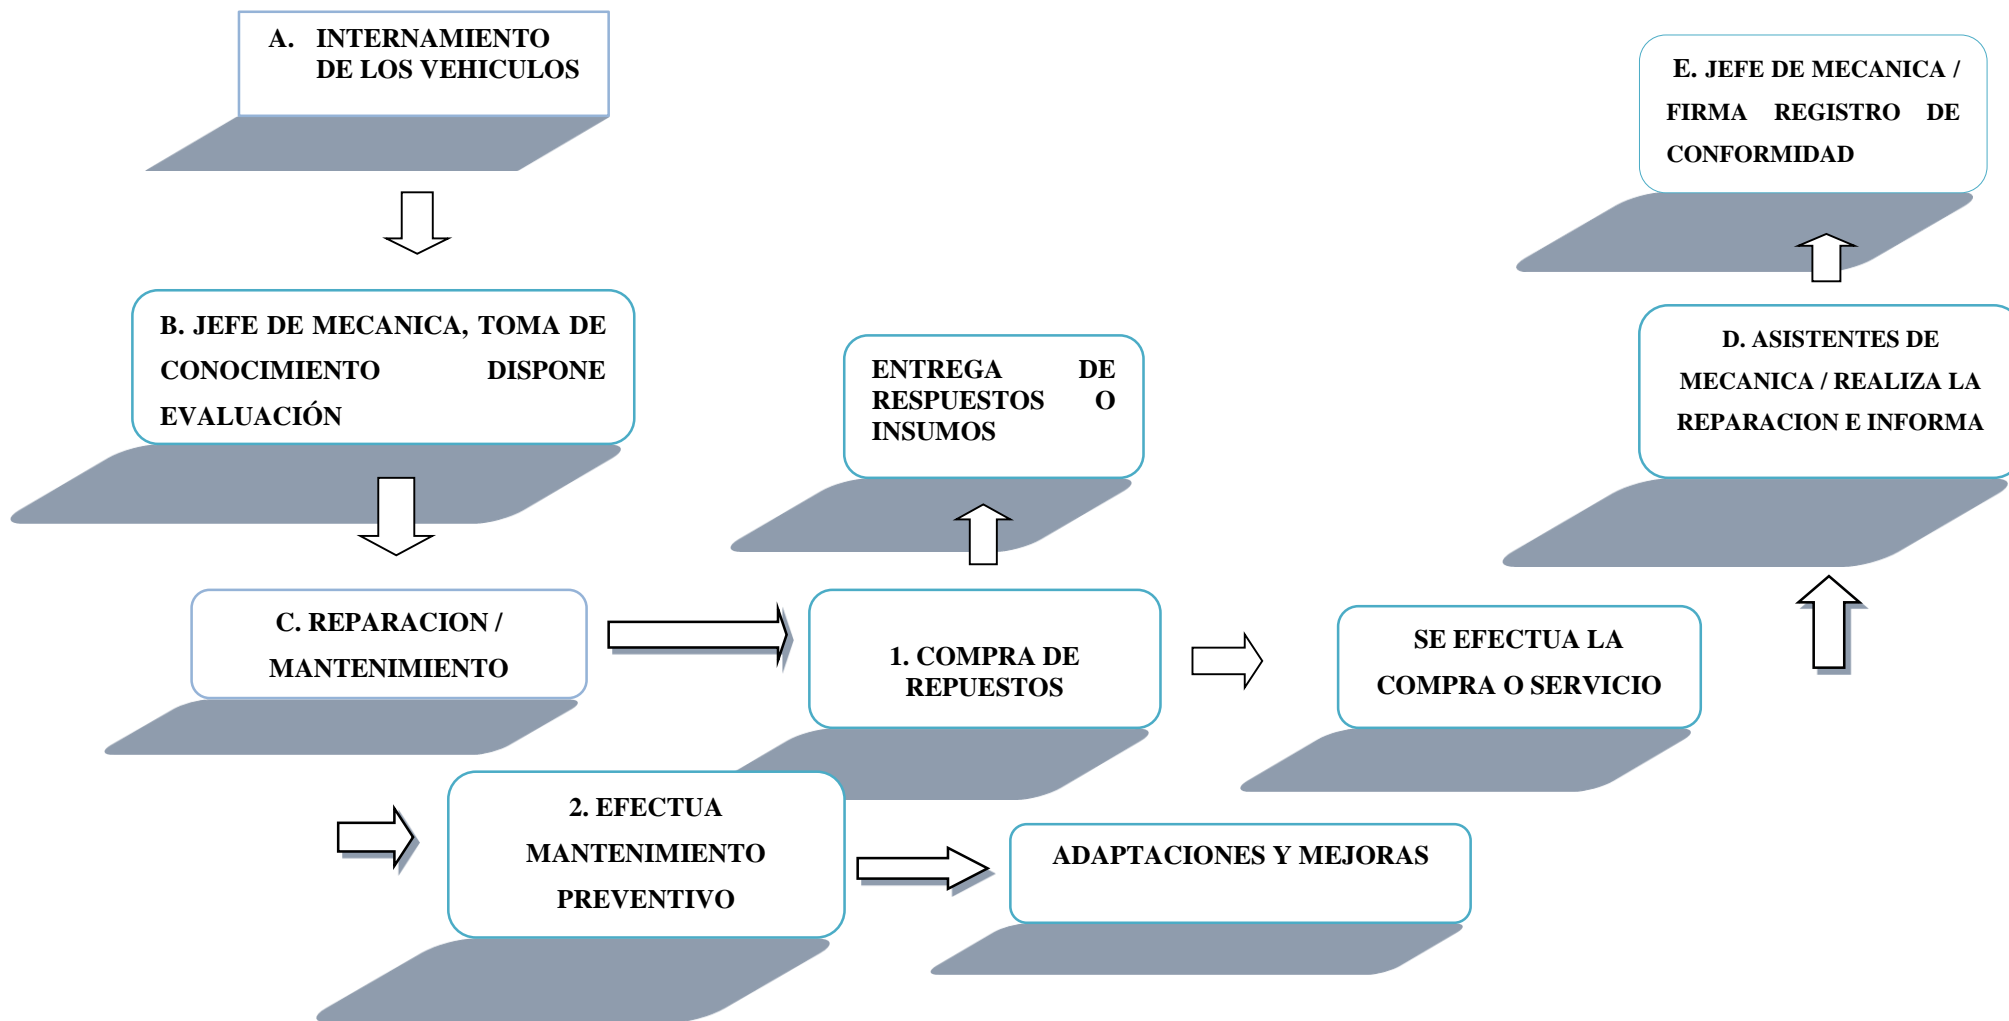 A. INTERNAMIENTO
DE LOS VEHICULOS
B. JEFE DE MECANICA, TOMA DE
CONOCIMIENTO DISPONE
EVALUACIÓN
C. REPARACION /
MANTENIMIENTO
ENTREGA DE
RESPUESTOS O
INSUMOS
1. COMPRA DE
REPUESTOS
2. EFECTUA
MANTENIMIENTO
PREVENTIVO
ADAPTACIONES Y MEJORAS
SE EFECTUA LA
COMPRA O SERVICIO
D. ASISTENTES DE
MECANICA / REALIZA LA
REPARACION E INFORMA
E. JEFE DE MECANICA /
FIRMA REGISTRO DE
CONFORMIDAD